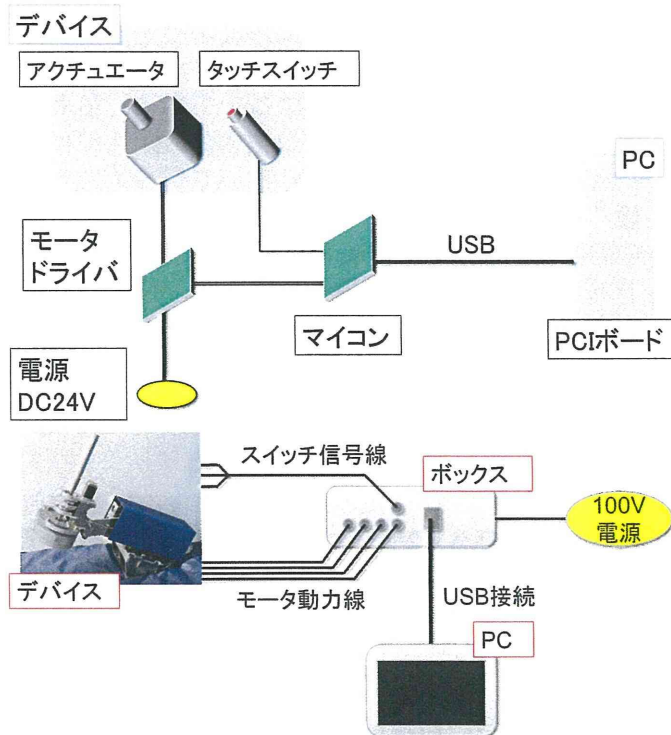 デバイス
アクチュエータ
タッチスイッチ
PC
モータ
ドライバ
USB
マイコン
PCIボード
電源
DC24V
スイッチ信号線
ボックス
100V
電源
デバイス
モータ動力線
USB接続
PC